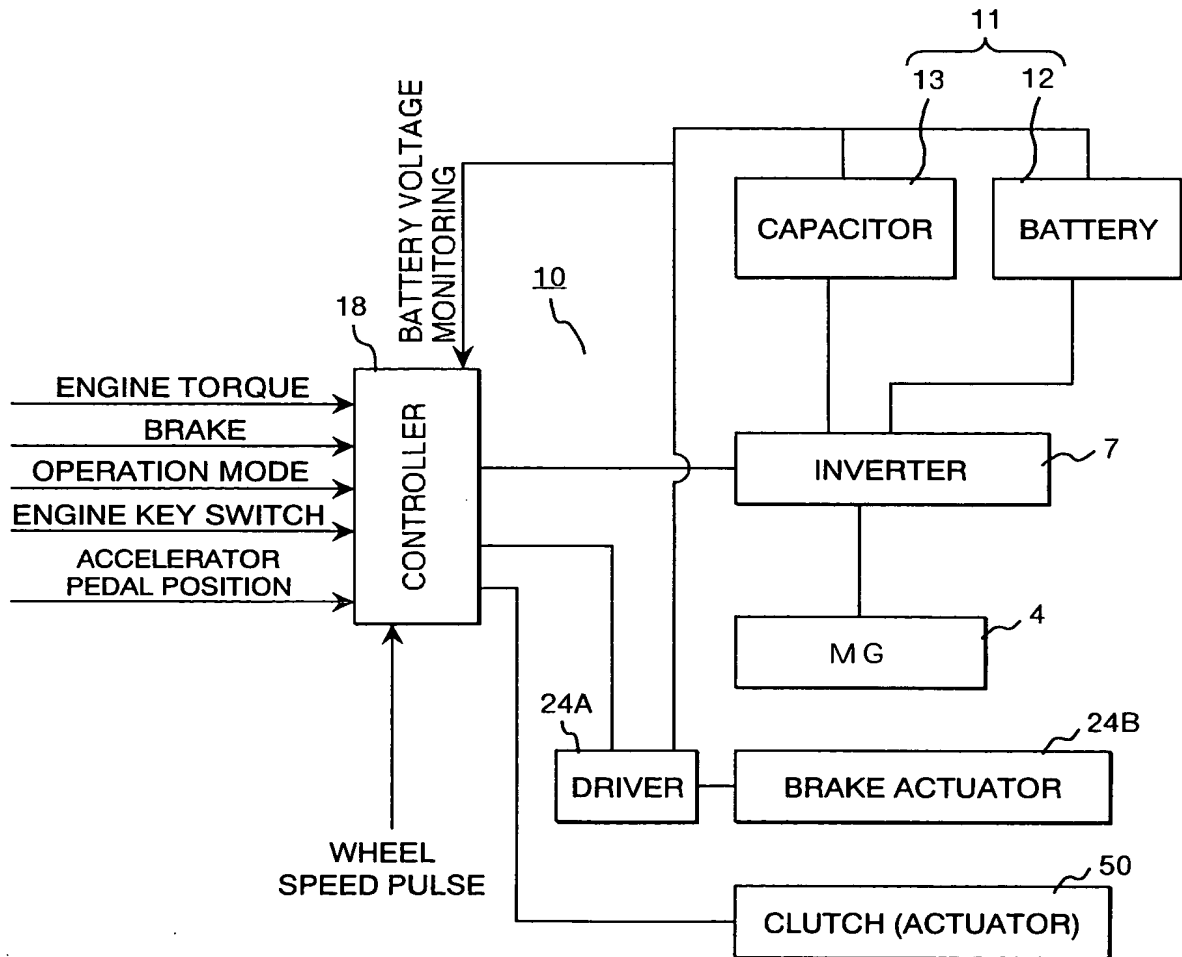 11
13
12
BATTERY VOLTAGE
MONITORING
CAPACITOR
BATTERY
10
18
ENGINE TORQUE
BRAKE
OPERATION MODE
ENGINE KEY SWITCH
ACCELERATOR
PEDAL POSITION
CONTROLLER
INVERTER
7
MG
4
24A
24B
DRIVER
BRAKE ACTUATOR
WHEEL
SPEED PULSE
50
CLUTCH (ACTUATOR)